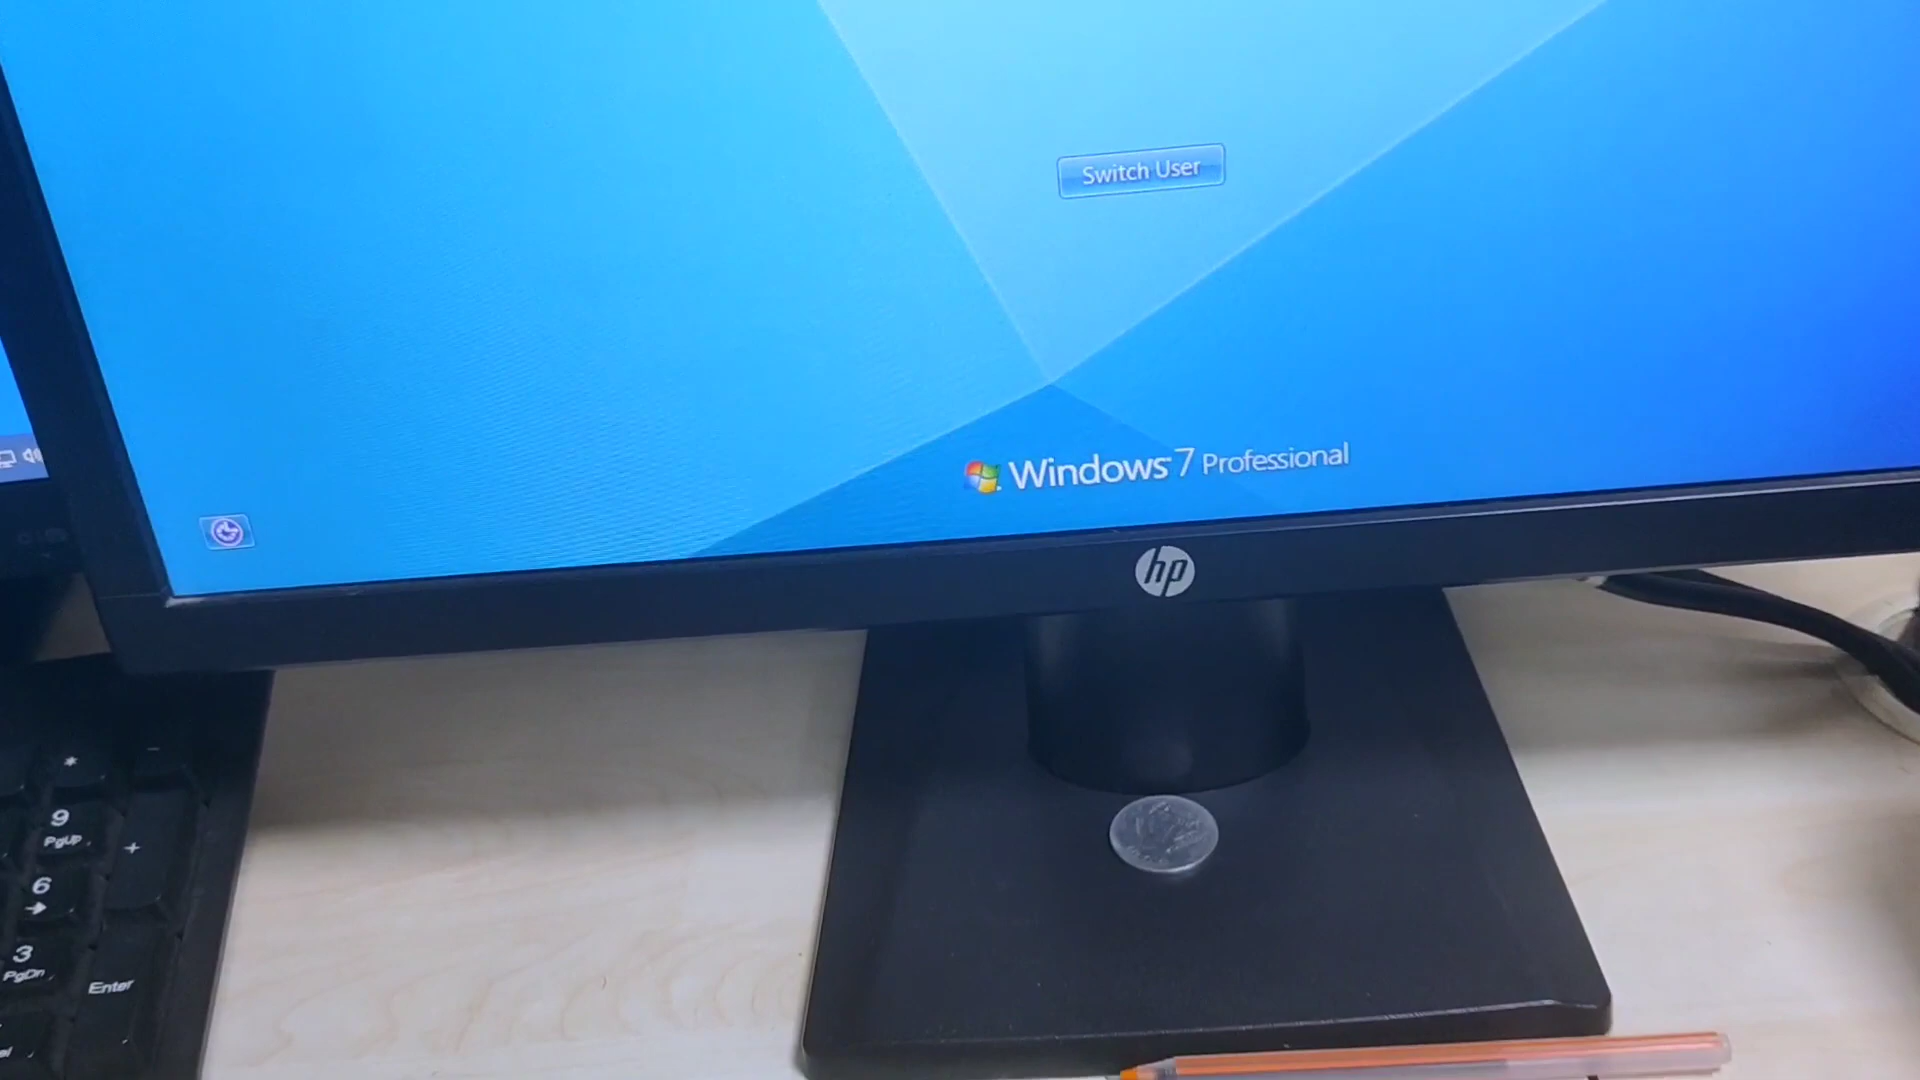 Switch User
Windows 7 Professional
hp
*
-
9
PgUp
+
6
3
PgDn
Enter